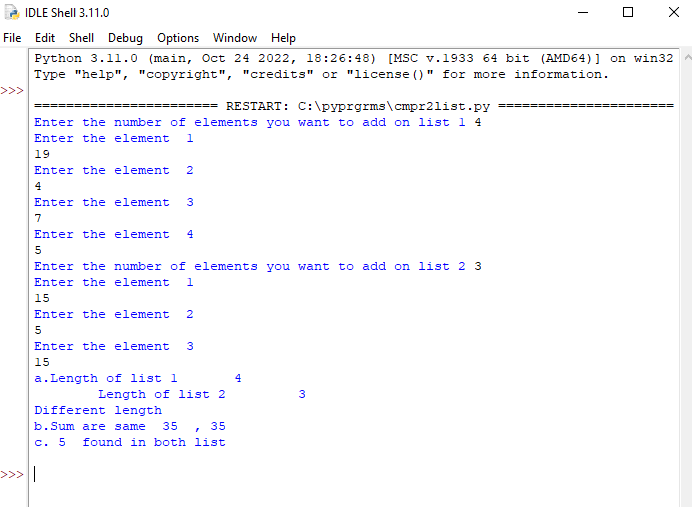 IDLE Shell 3.11.0
File Edit Shell Debug Options Window Help
Python 3.11.0 (main, Oct 24 2022, 18:26:48) [MSC v.1933 64 bit (AMD64)] on win32
Type "help", "copyright", "credits" or "license()" for more information.
>>>
======================= RESTART: C:\pyprgrms\cmpr2list.py ======================
Enter the number of elements you want to add on list 1 4
Enter the element  1
19
Enter the element  2
4
Enter the element  3
7
Enter the element  4
5
Enter the number of elements you want to add on list 2 3
Enter the element  1
15
Enter the element  2
5
Enter the element  3
15
a.Length of list 1       4
        Length of list 2         3
Different length
b.Sum are same  35  , 35
c. 5  found in both list
>>>